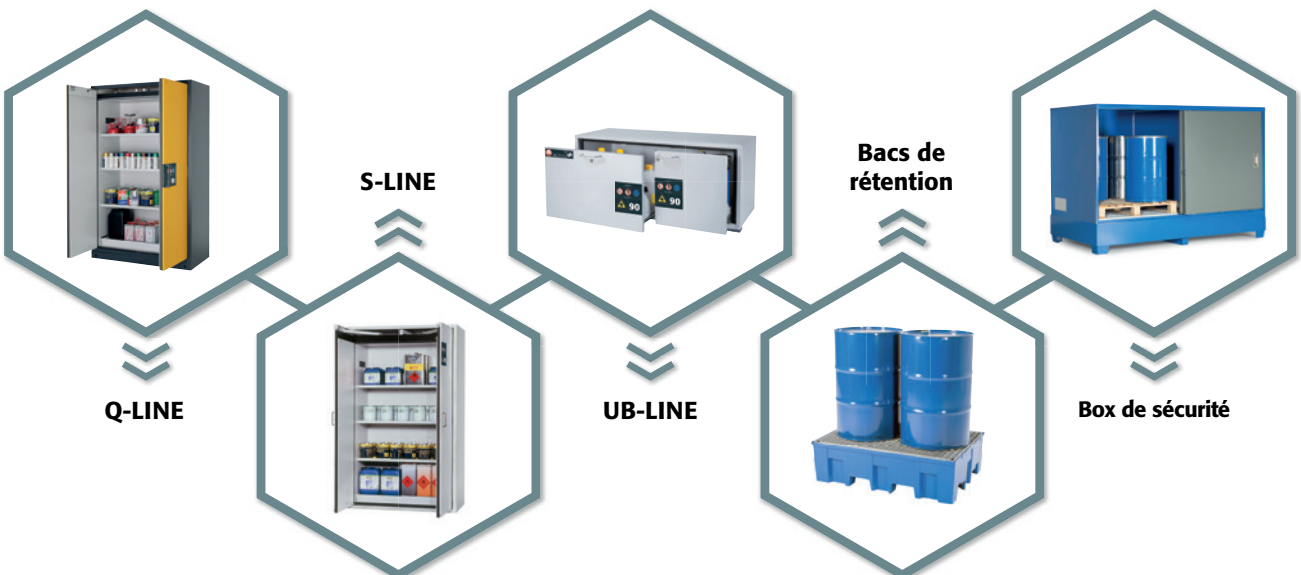 S-LINE
Bacs de
rétention
90
90
Q-LINE
UB-LINE
Box de sécurité